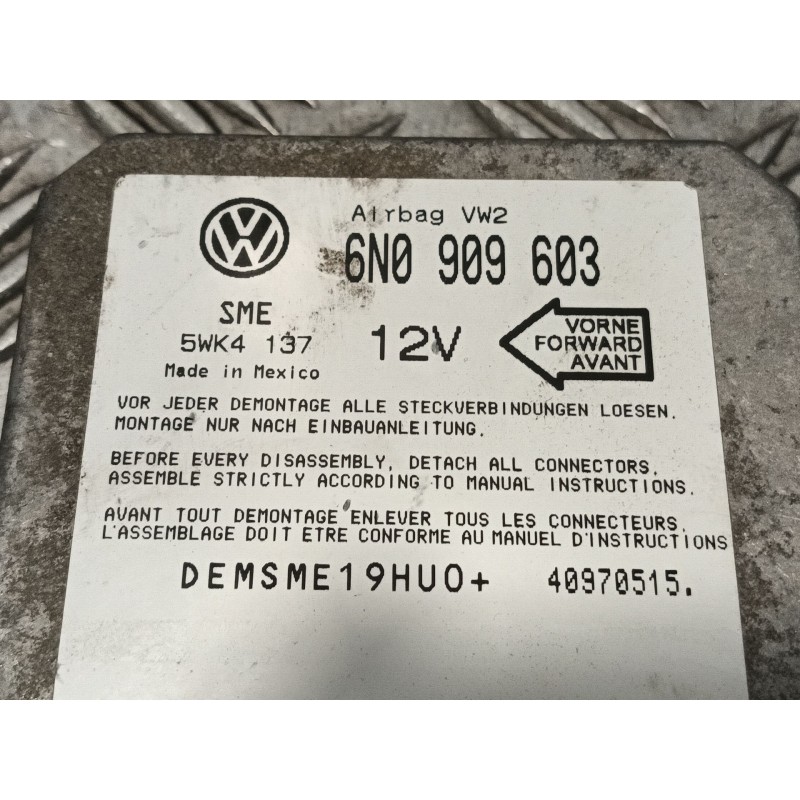 Airbag VW2
6N0 909 603
SME
5WK4 137
12V
VORNE
FORWARD
AVANT
Made in Mexico
VOR JEDER DEMONTAGE ALLE STECKVERBINDUNGEN LOESEN.
MONTAGE NUR NACH EINBAUANLEITUNG.
BEFORE EVERY DISASSEMBLY, DETACH ALL CONNECTORS.
ASSEMBLE STRICTLY ACCORDING TO MANUAL INSTRUCTIONS.
AVANT TOUT DEMONTAGE ENLEVER TOUS LES CONNECTEURS.
L'ASSEMBLAGE DOIT ETRE CONFORME AU MANUEL D'INSTRUCTIONS
DEMSME19HUO+ 40970515.